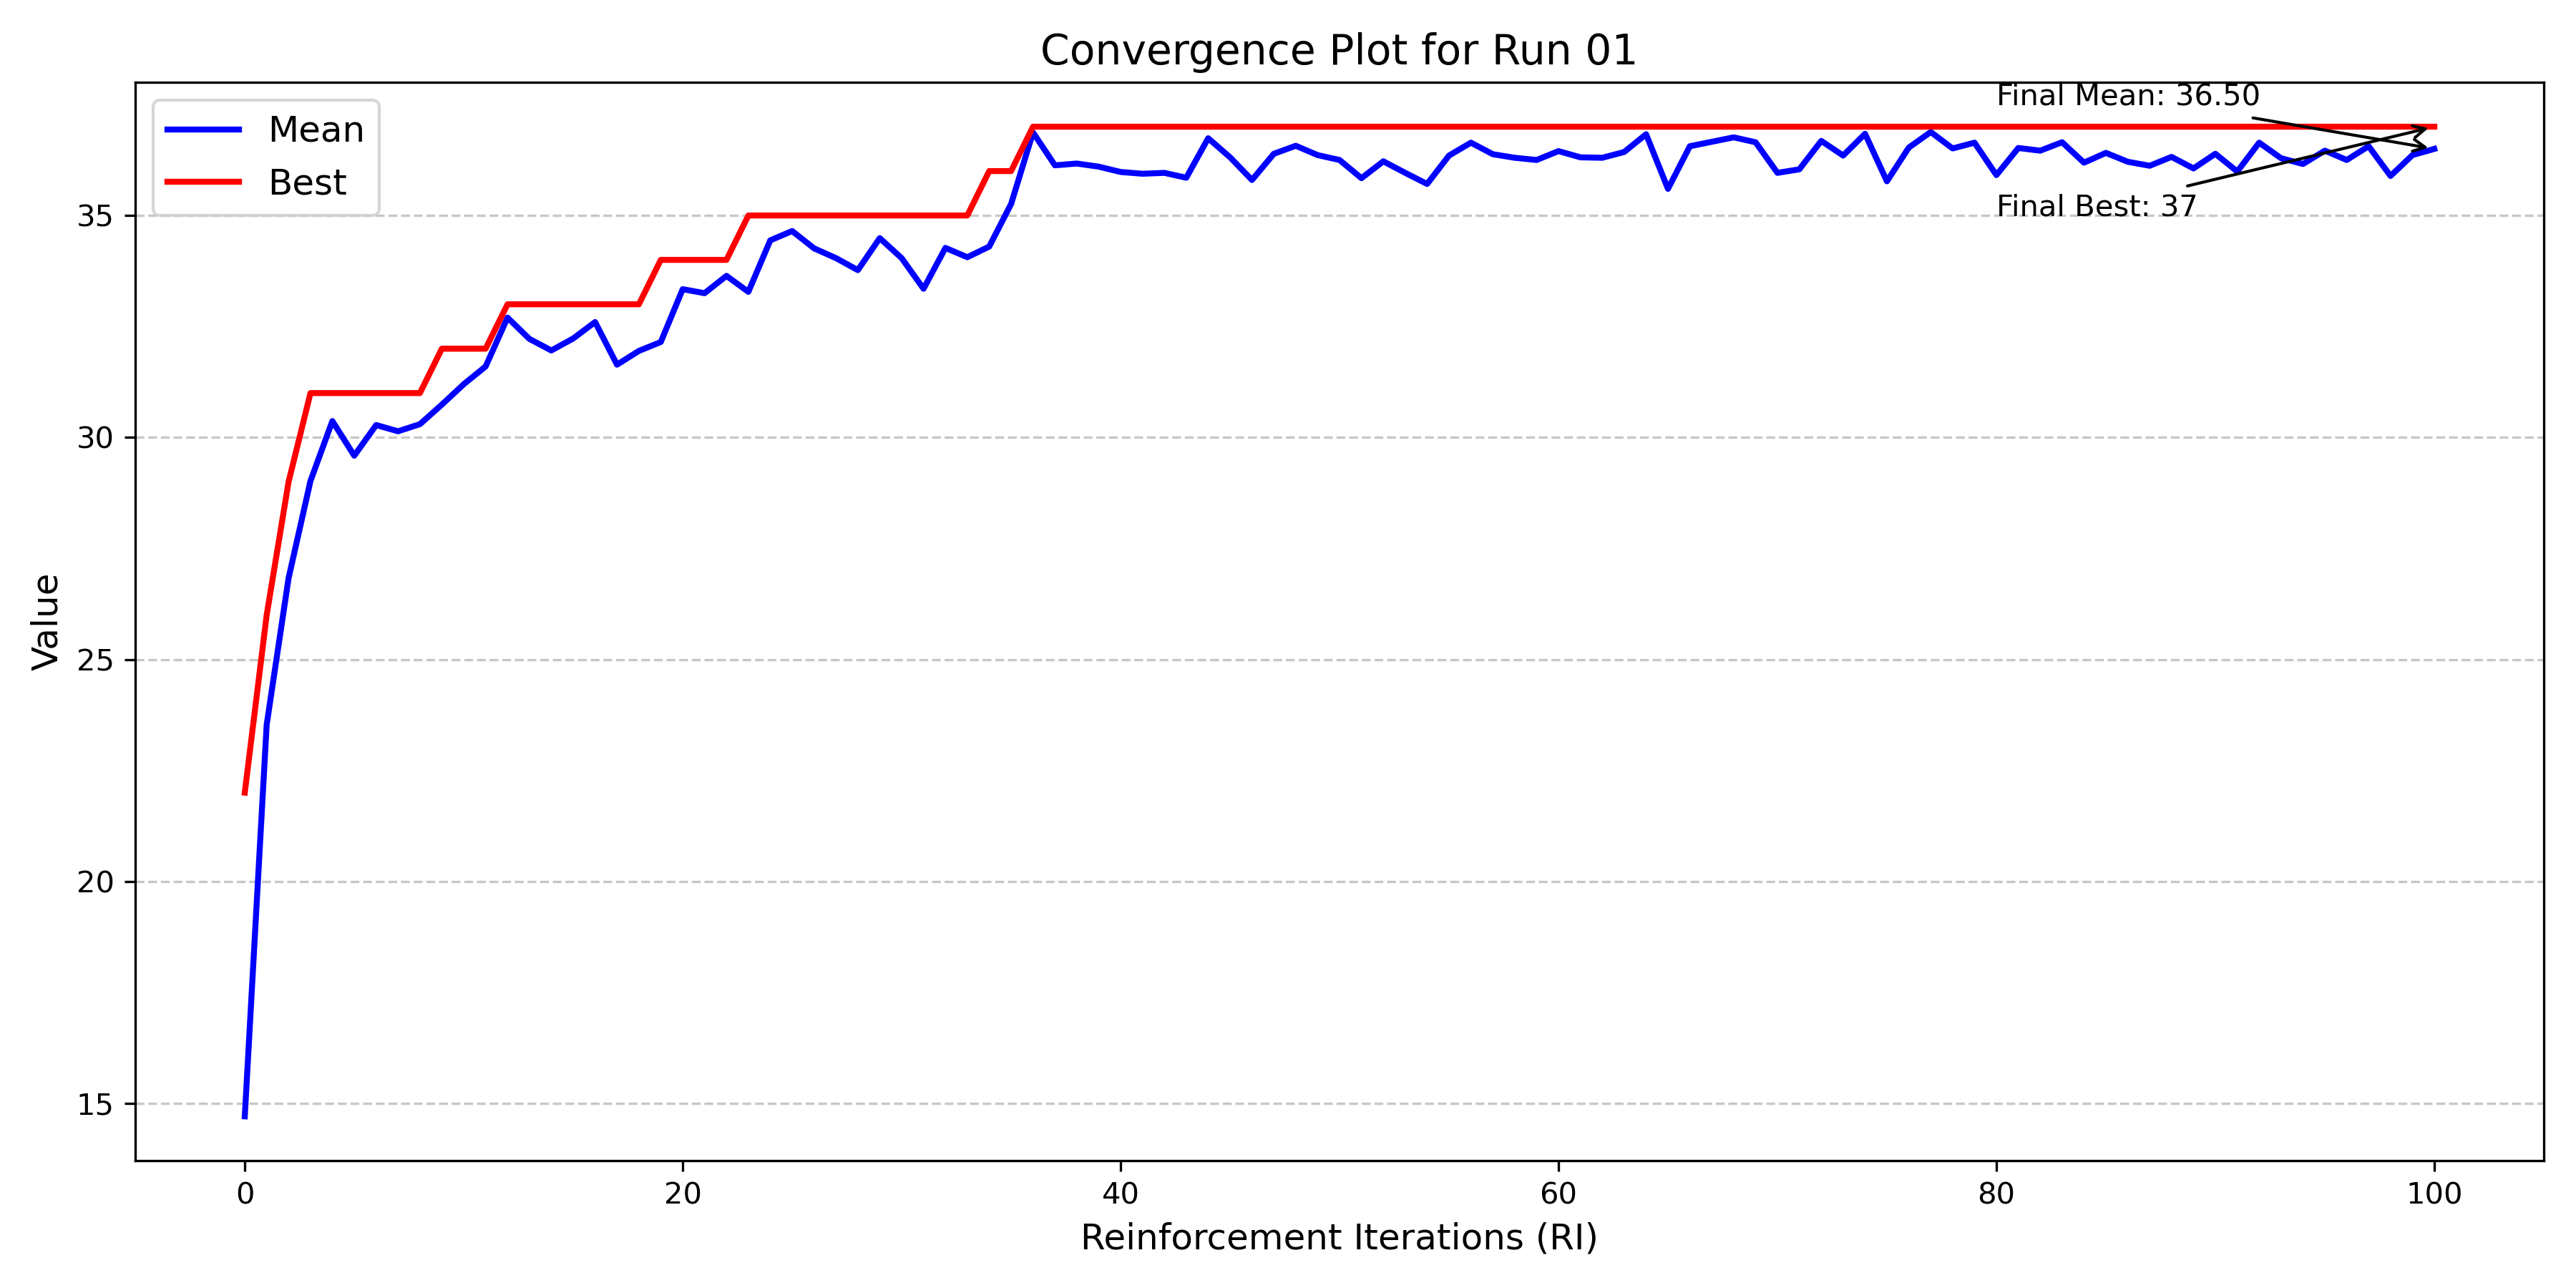 Convergence Plot for Run 01
Mean
Best
Final Mean: 36.50
Final Best: 37
35
30
25
20
15
Value
0 20 40 60 80 100
Reinforcement Iterations (RI)